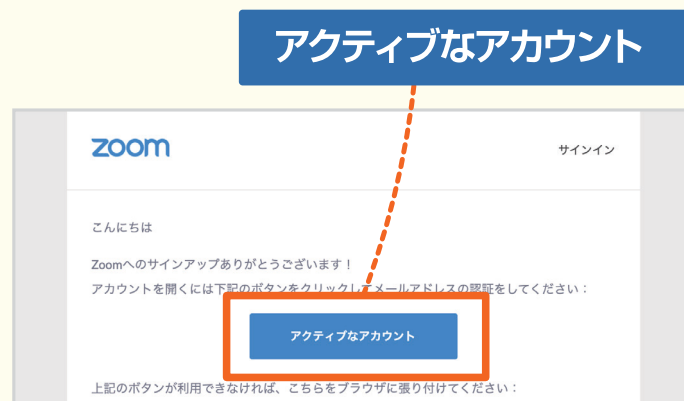 アクティブなアカウント
zoom
サインイン
こんにちは
Zoomへのサインアップありがとうございます！
アカウントを開くには下記のボタンをクリックしてメールアドレスの認証をしてください：
アクティブなアカウント
上記のボタンが利用できなければ、こちらをブラウザに張り付けてください：